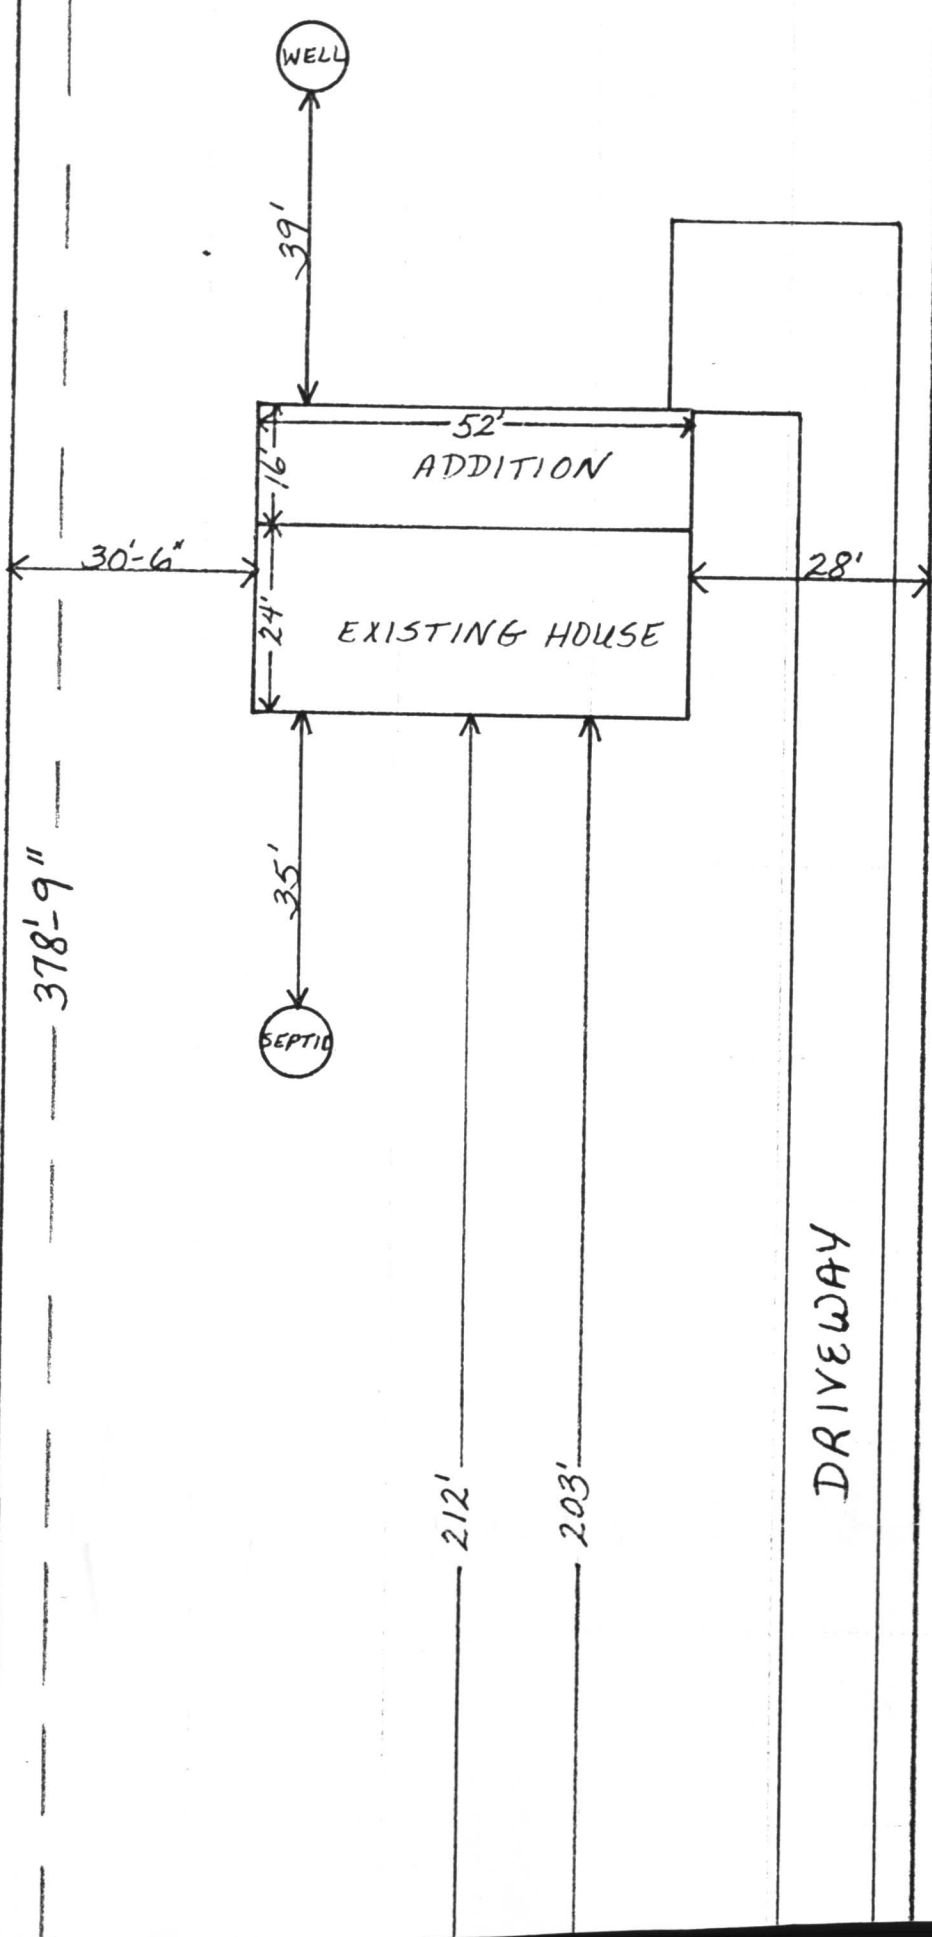 WELL
39'
52'
16'
ADDITION
30'-6"
28'
24'
EXISTING HOUSE
35'
378'-9"
SEPTIC
DRIVEWAY
212'
203'